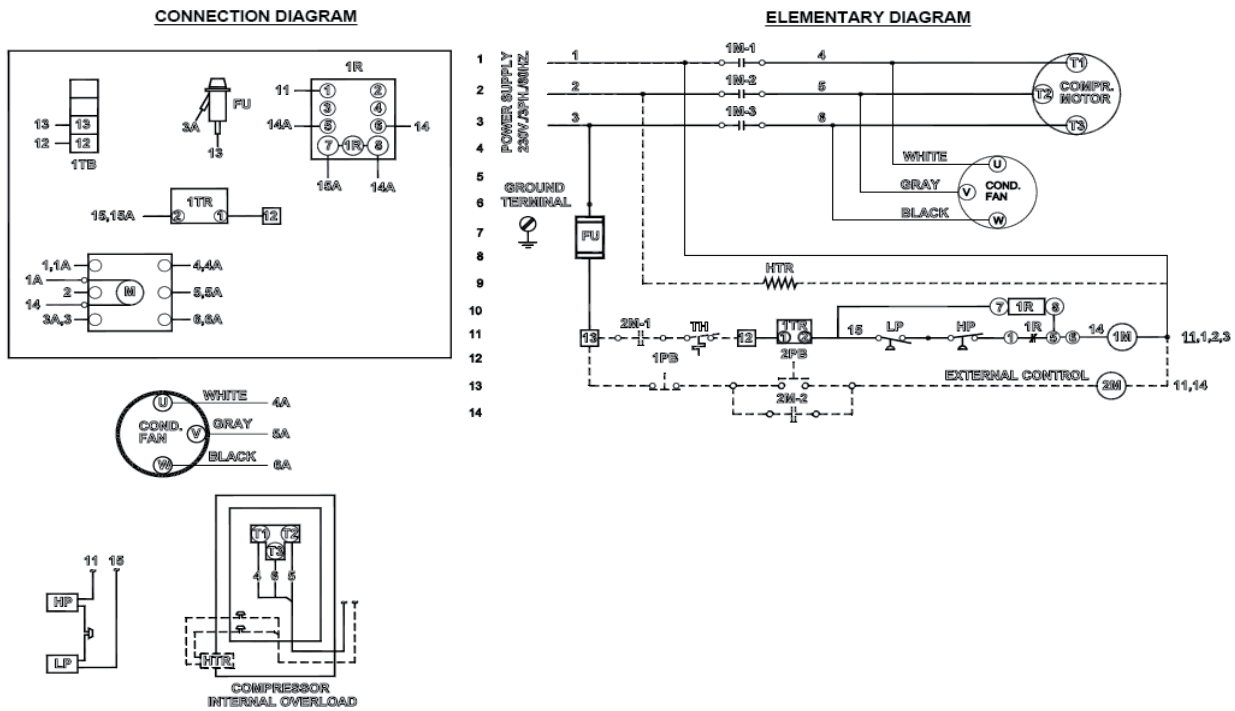 CONNECTION DIAGRAM
1R
11
1
2
3
4
14A
5
6
14
7
1R
8
15A
14A
FU
3A
13
13
13
12
12
1TB
1TR
15,15A
2
1
12
1,1A
4,4A
1A
2
M
5,5A
14
3A,3
6,6A
U
WHITE
4A
COND.
FAN
V
GRAY
5A
W
BLACK
6A
T1
T2
T3
4
6
5
11
15
HP
LP
HTR
COMPRESSOR
INTERNAL OVERLOAD
ELEMENTARY DIAGRAM
1
2
3
4
5
6
7
8
9
10
11
12
13
14
POWER SUPPLY
230V./3PH./60HZ.
1
1M-1
4
T1
2
1M-2
5
T2
COMPR.
MOTOR
3
1M-3
6
T3
WHITE
U
GRAY
V
COND.
FAN
BLACK
W
GROUND
TERMINAL
FU
HTR
7
1R
8
13
2M-1
TH
12
1TR
1
2
15
LP
HP
1
1R
5
6
14
1M
11,1,2,3
1PB
2PB
EXTERNAL CONTROL
2M
11,14
2M-2